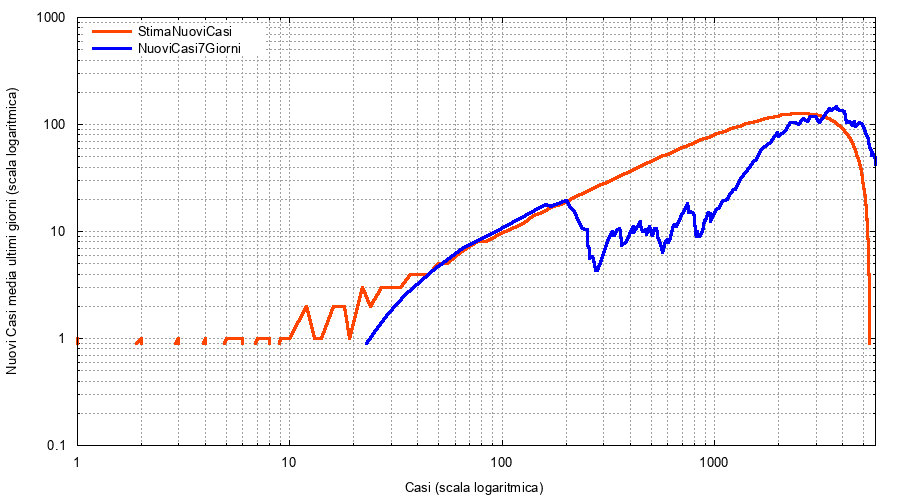 1000
100
10
1
0.1
StimaNuoviCasi
NuoviCasi7Giorni
Nuovi Casi media ultimi giorni (scala logaritmica)
1
10
100
1000
Casi (scala logaritmica)